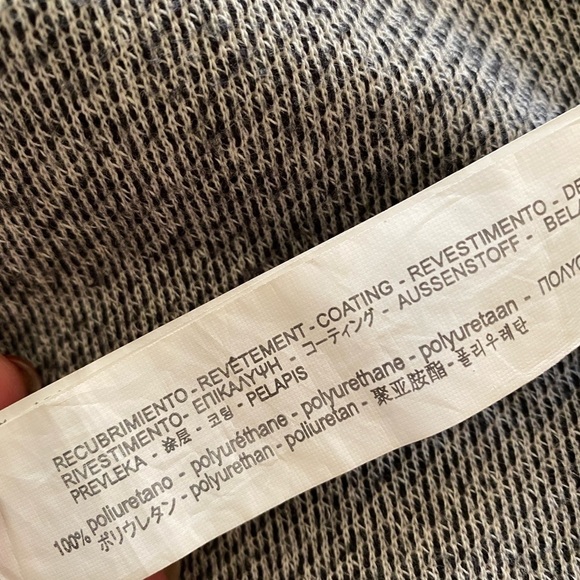 RECUBRIMIENTO - REVÊTEMENT - COATING - REVESTIMENTO - DE
RIVESTIMENTO - ΕΠΙΚΑΛΥΨΗ - コーティング - AUSSENSTOFF - BELA
PREVLEKA - 涂层 - 코팅 - PELAPIS
100% poliuretano - polyuréthane - polyurethane - polyuretaan - ΠΟΛΥΟ
ポリウレタン - polyurethan - poliuretan - 聚亚胺酯 - 폴리우레탄